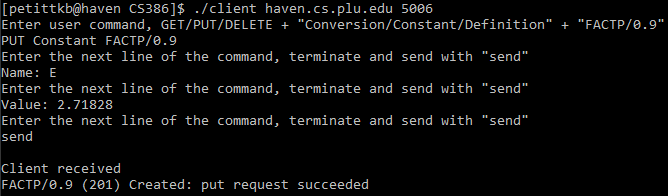 [petittkb@haven CS386]$ ./client haven.cs.plu.edu 5006
Enter user command, GET/PUT/DELETE + "Conversion/Constant/Definition" + "FACTP/0.9"
PUT Constant FACTP/0.9
Enter the next line of the command, terminate and send with "send"
Name: E
Enter the next line of the command, terminate and send with "send"
Value: 2.71828
Enter the next line of the command, terminate and send with "send"
send
Client received
FACTP/0.9 (201) Created: put request succeeded